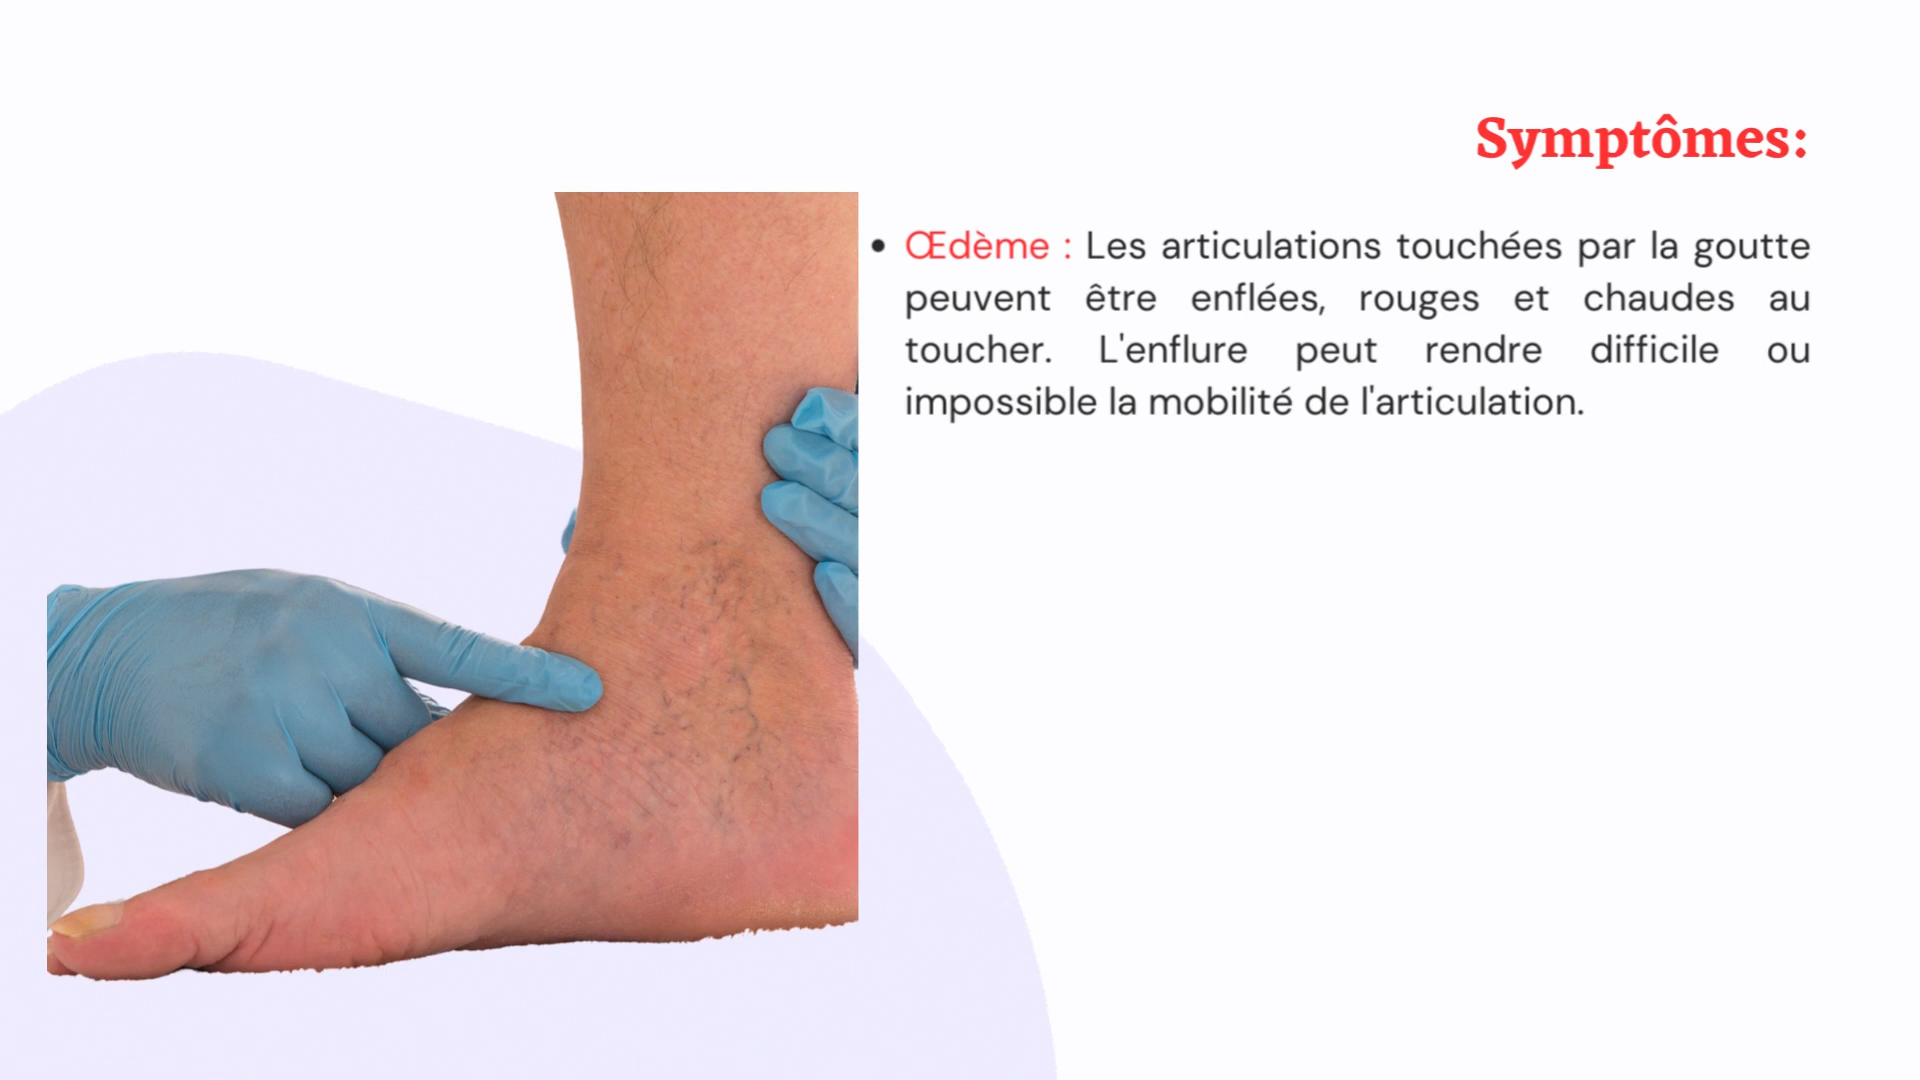 Symptômes:
• Œdème : Les articulations touchées par la goutte
peuvent être enflées, rouges et chaudes au
toucher. L'enflure peut rendre difficile ou
impossible la mobilité de l'articulation.